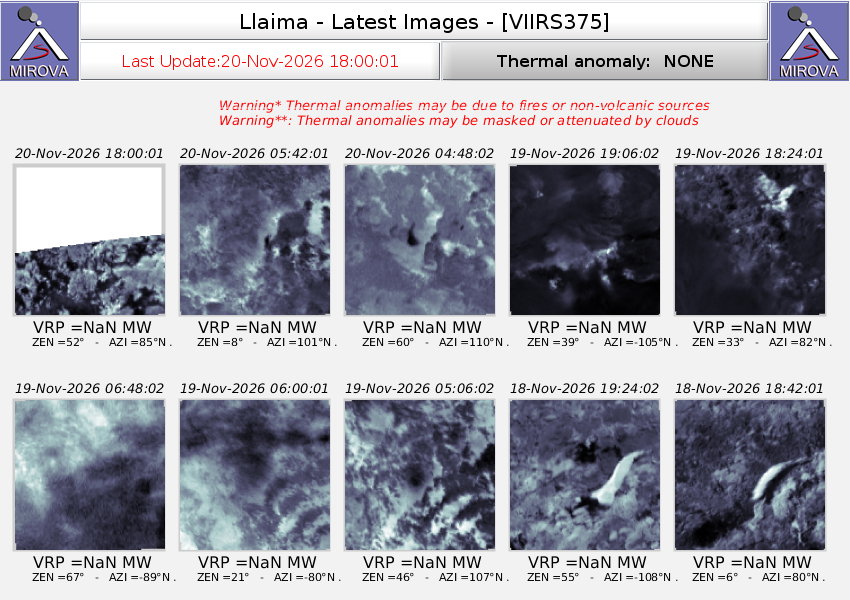 Llaima - Latest Images - [VIIRS375]
MIROVA
MIROVA
Last Update:20-Nov-2026 18:00:01
Thermal anomaly: NONE
Warning* Thermal anomalies may be due to fires or non-volcanic sources
Warning**: Thermal anomalies may be masked or attenuated by clouds
20-Nov-2026 18:00:01 20-Nov-2026 05:42:01 20-Nov-2026 04:48:02 19-Nov-2026 19:06:02 19-Nov-2026 18:24:01
VRP =NaN MW VRP =NaN MW VRP =NaN MW VRP =NaN MW VRP =NaN MW
ZEN =52° - AZI =85°N . ZEN =8° - AZI =101°N . ZEN =60° - AZI =110°N . ZEN =39° - AZI =-105°N . ZEN =33° - AZI =82°N .
19-Nov-2026 06:48:02 19-Nov-2026 06:00:01 19-Nov-2026 05:06:02 18-Nov-2026 19:24:02 18-Nov-2026 18:42:01
VRP =NaN MW VRP =NaN MW VRP =NaN MW VRP =NaN MW VRP =NaN MW
ZEN =67° - AZI =-89°N . ZEN =21° - AZI =-80°N . ZEN =46° - AZI =107°N . ZEN =55° - AZI =-108°N . ZEN =6° - AZI =80°N .